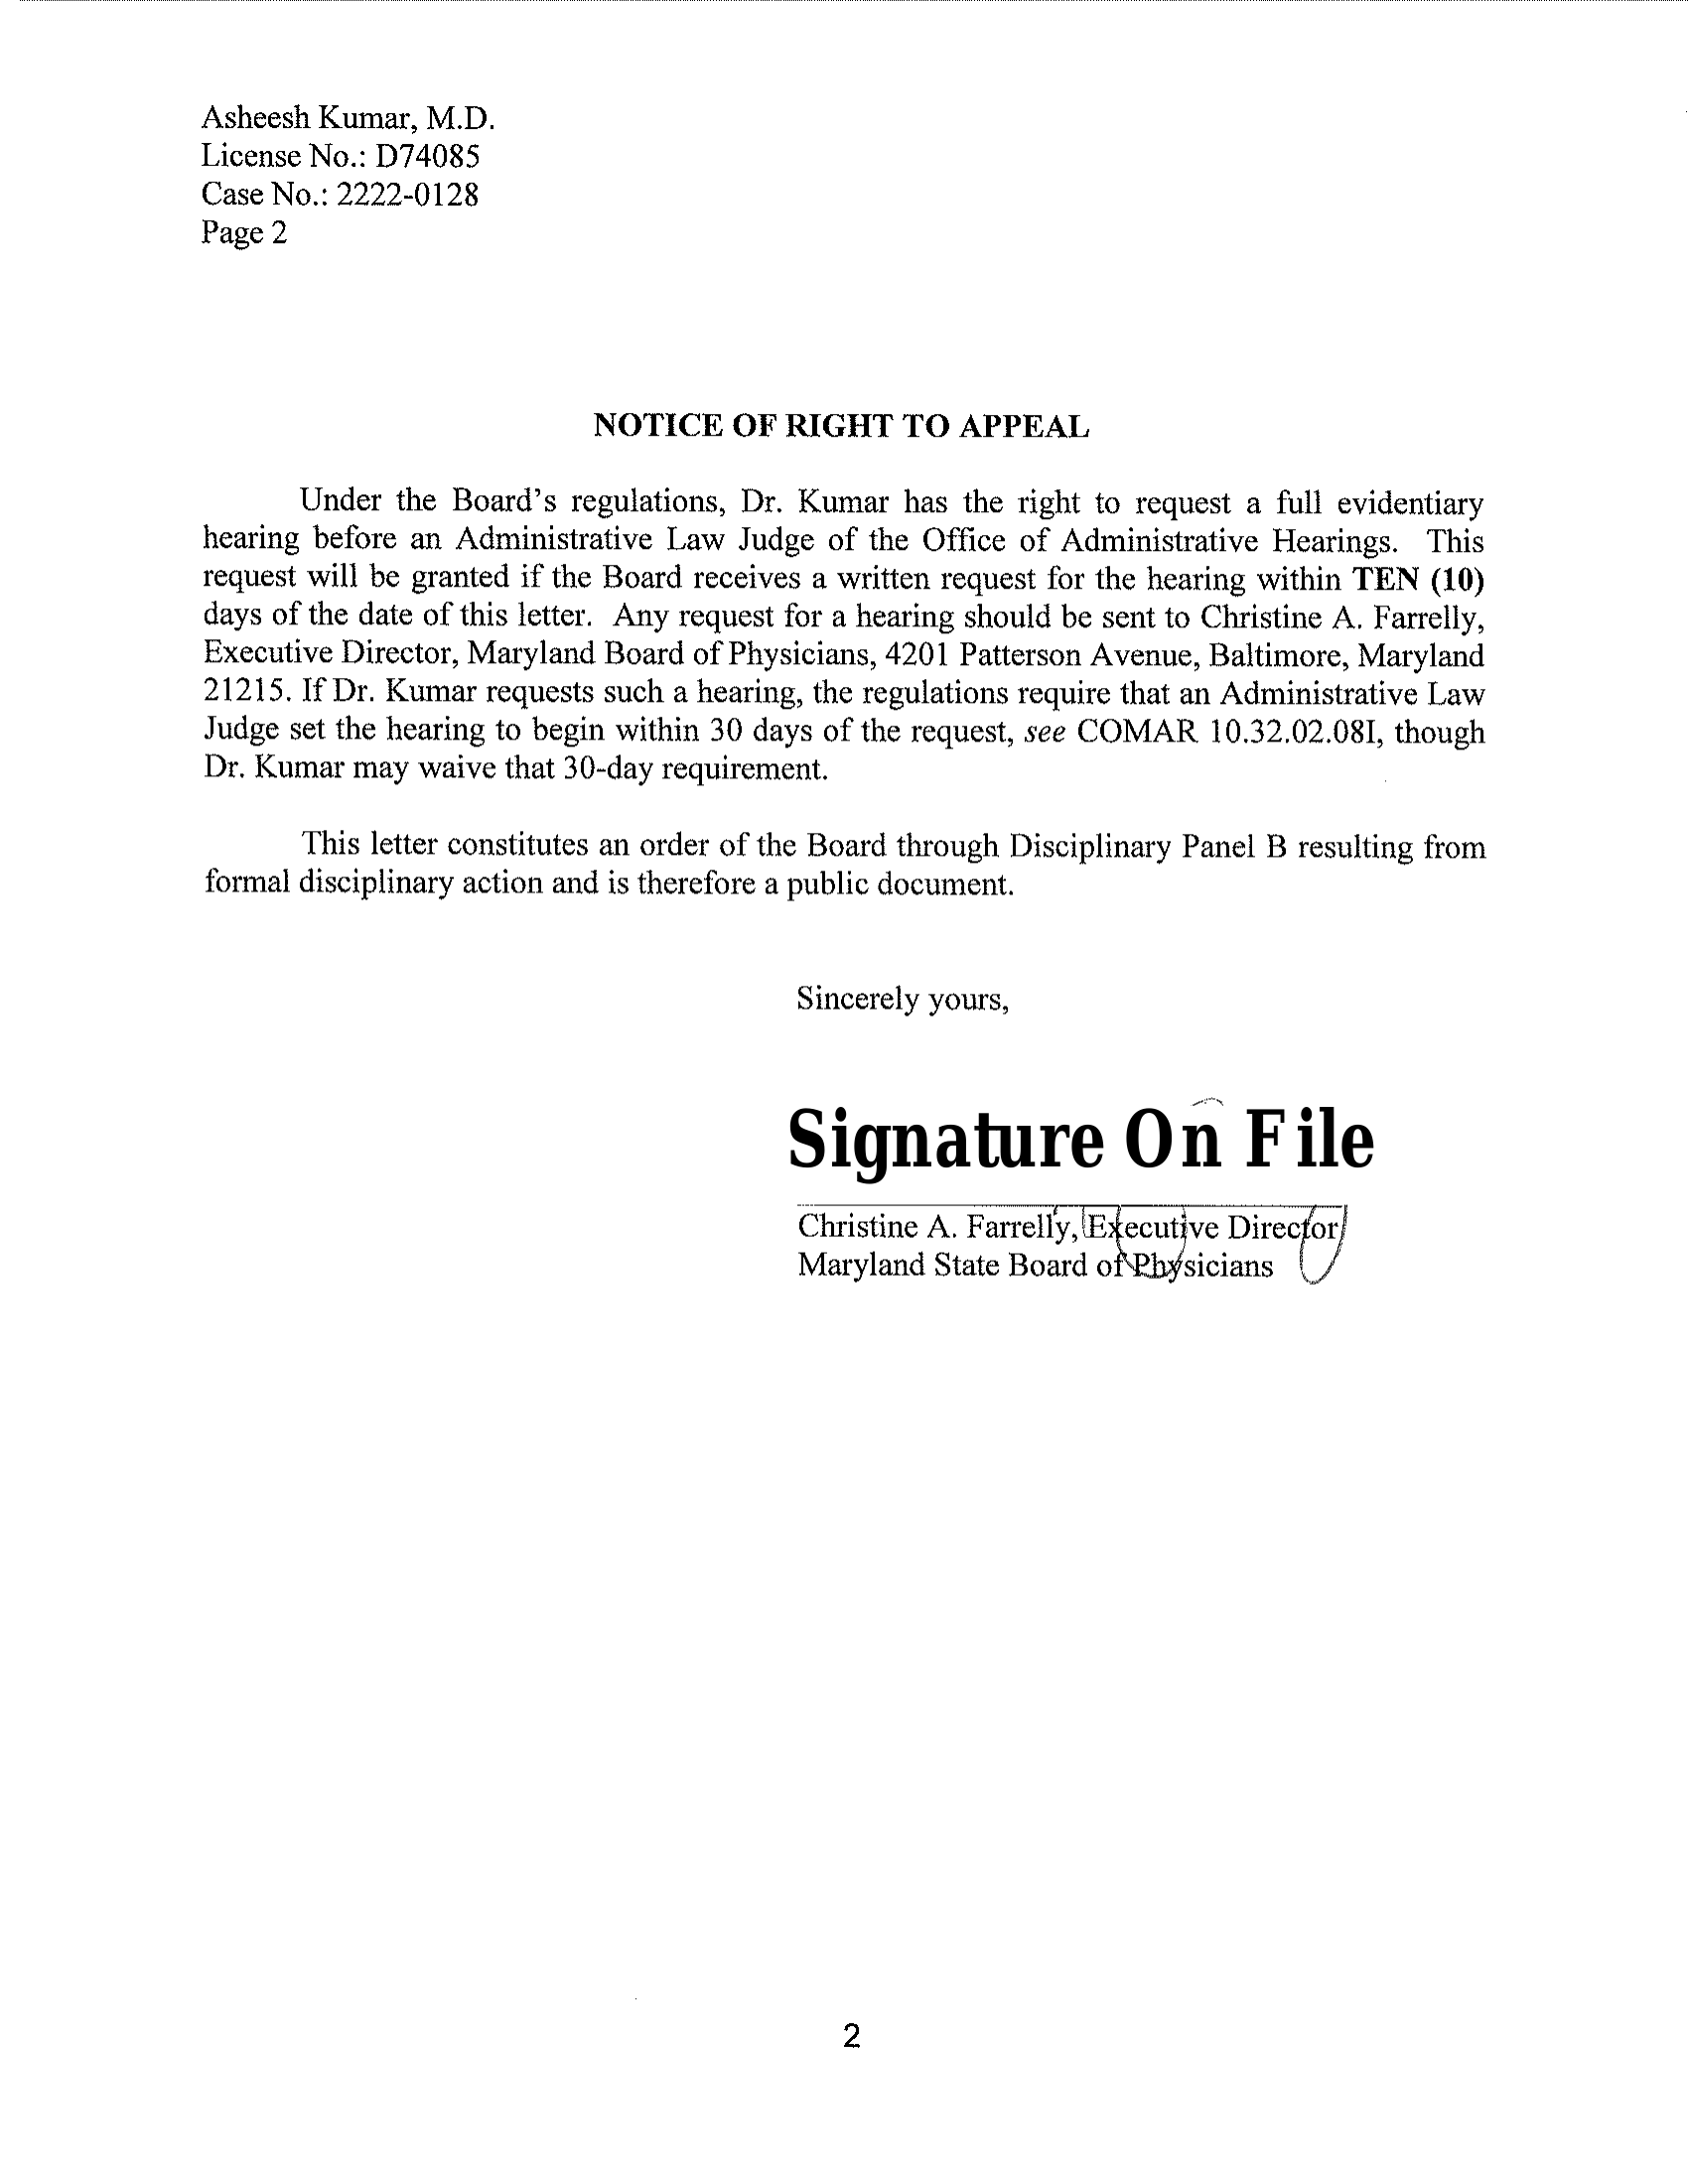 Asheesh Kumar, M.D.
License No.: D74085
Case No.: 2222-0128
Page 2
NOTICE OF RIGHT TO APPEAL
Under the Board's regulations, Dr. Kumar has the right to request a full evidentiary
hearing before an Administrative Law Judge of the Office of Administrative Hearings. This
request will be granted if the Board receives a written request for the hearing within TEN (10)
days of the date of this letter. Any request for a hearing should be sent to Christine A. Farrelly,
Executive Director, Maryland Board of Physicians, 4201 Patterson Avenue, Baltimore, Maryland
21215. If Dr. Kumar requests such a hearing, the regulations require that an Administrative Law
Judge set the hearing to begin within 30 days of the request, see COMAR 10.32.02.08I, though
Dr. Kumar may waive that 30-day requirement.
This letter constitutes an order of the Board through Disciplinary Panel B resulting from
formal disciplinary action and is therefore a public document.
Sincerely yours,
Signature On File
Christine A. Farrelly, Executive Director
Maryland State Board of Physicians
2